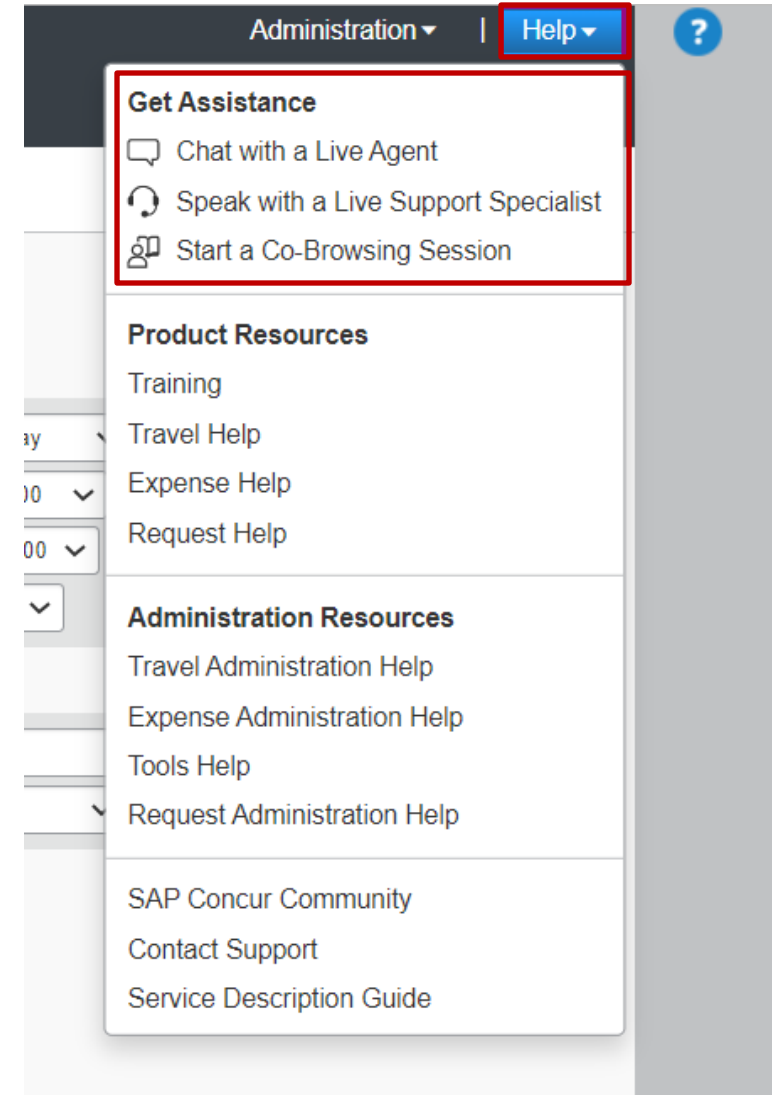 Administration | Help
?
Get Assistance
Chat with a Live Agent
Speak with a Live Support Specialist
Start a Co-Browsing Session
Product Resources
Training
Travel Help
Expense Help
Request Help
Administration Resources
Travel Administration Help
Expense Administration Help
Tools Help
Request Administration Help
SAP Concur Community
Contact Support
Service Description Guide